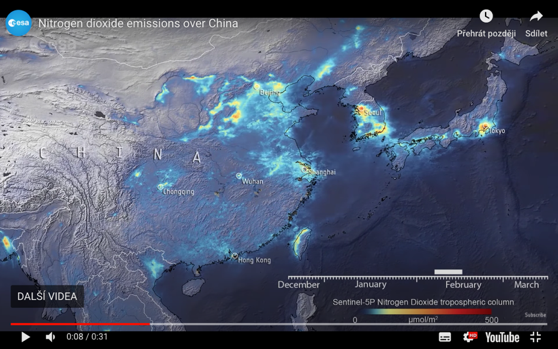 esa Nitrogen dioxide emissions over China
Přehrát později Sdílet
Beijing
Seoul
Tokyo
CHINA
Shanghai
Wuhan
Chongqing
Hong Kong
December January February March
DALŠÍ VIDEA
Sentinel-5P Nitrogen Dioxide tropospheric column
0 µmol/m² 500
Subscribe
0:08 / 0:31 HD YouTube